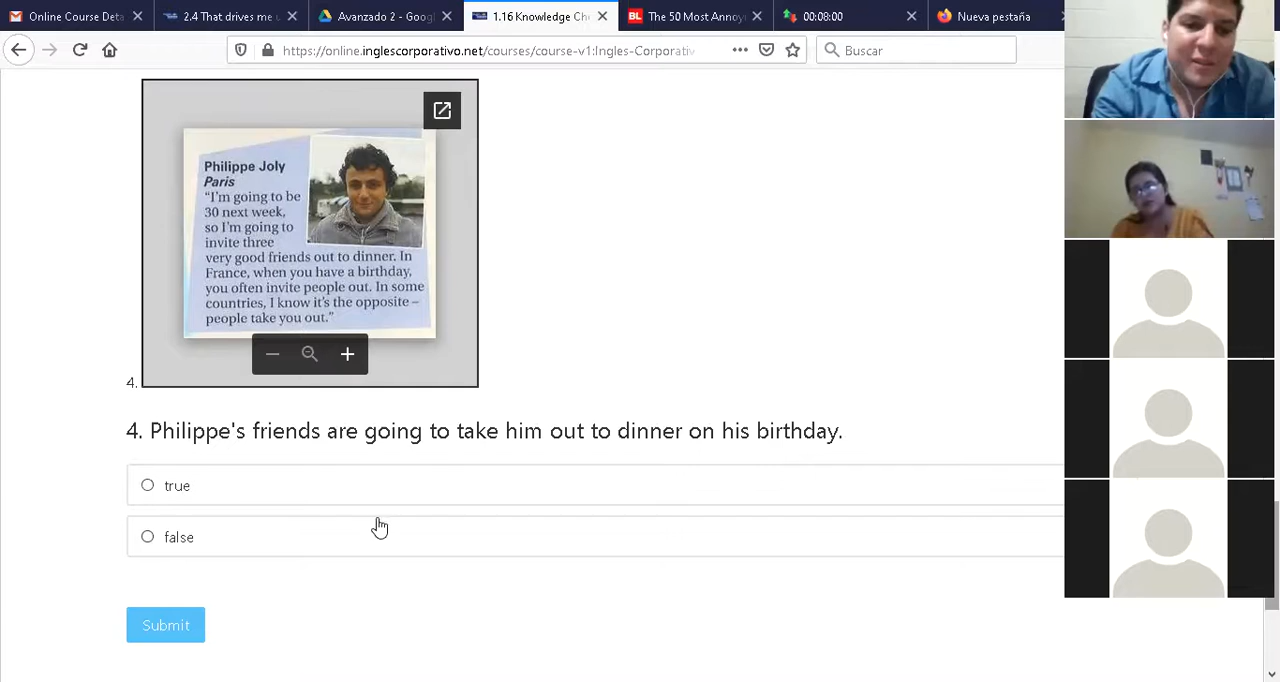 Online Course Deta
2.4 That drives me u
Avanzado 2 - Goog
1.16 Knowledge Che
The 50 Most Annoy
00:08:00
Nueva pestaña
https://online.inglescorporativo.net/courses/course-v1:Ingles-Corporativ
Buscar
Philippe Joly
Paris
“I'm going to be
30 next week,
so I'm going to
invite three
very good friends out to dinner. In
France, when you have a birthday,
you often invite people out. In some
countries, I know it's the opposite –
people take you out.”
4.
4. Philippe's friends are going to take him out to dinner on his birthday.
true
false
Submit